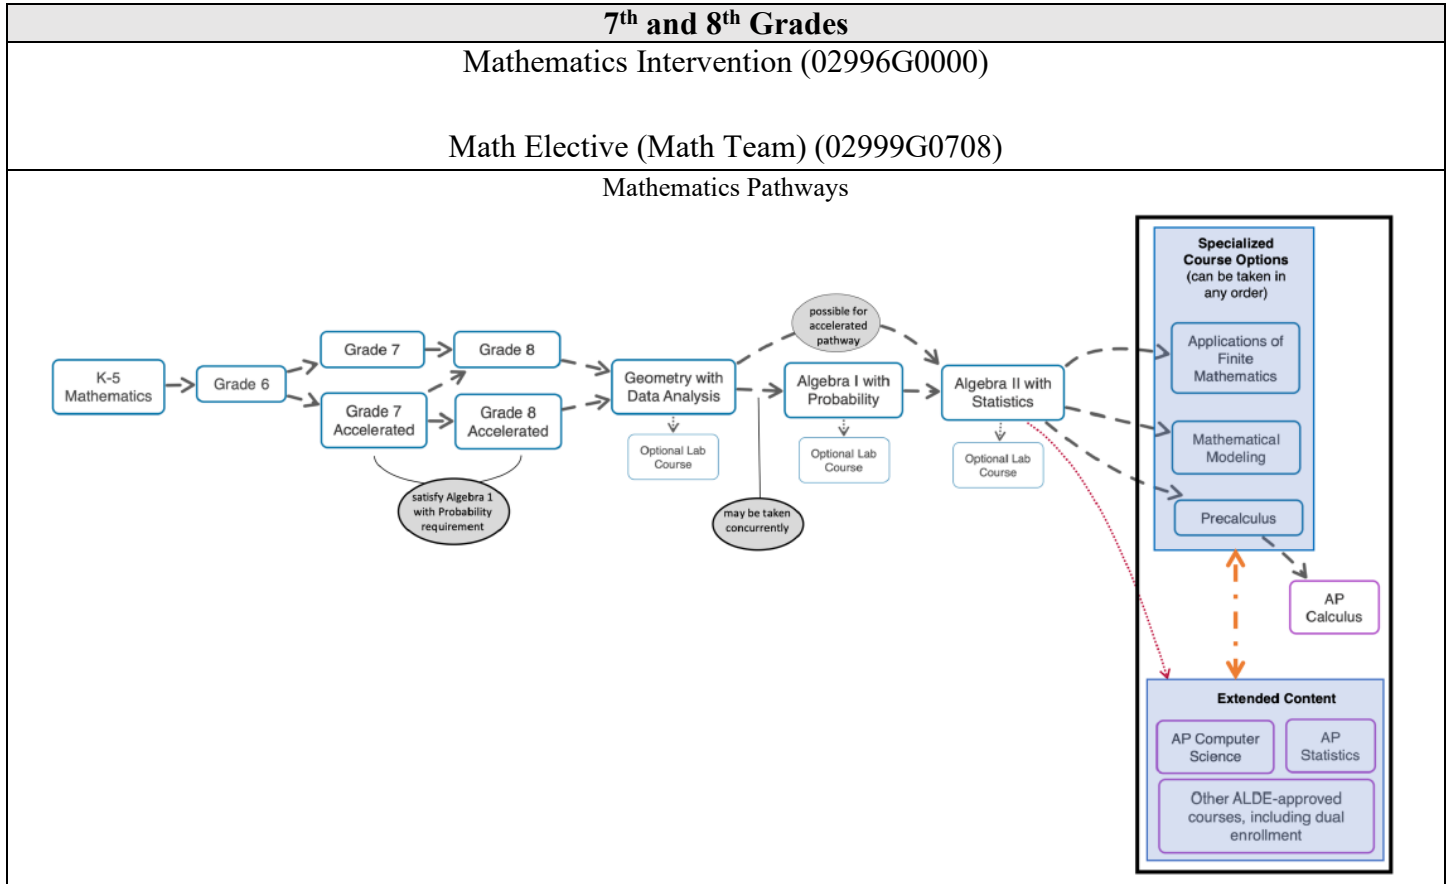 7th and 8th Grades
Mathematics Intervention (02996G0000)
Math Elective (Math Team) (02999G0708)
Mathematics Pathways
K-5
Mathematics
Grade 6
Grade 7
Grade 8
Grade 7
Accelerated
Grade 8
Accelerated
satisfy Algebra 1
with Probability
requirement
Geometry with
Data Analysis
Optional Lab
Course
may be taken
concurrently
possible for
accelerated
pathway
Algebra I with
Probability
Optional Lab
Course
Algebra II with
Statistics
Optional Lab
Course
Specialized
Course Options
(can be taken in
any order)
Applications of
Finite
Mathematics
Mathematical
Modeling
Precalculus
AP
Calculus
Extended Content
AP Computer
Science
AP
Statistics
Other ALDE-approved
courses, including dual
enrollment